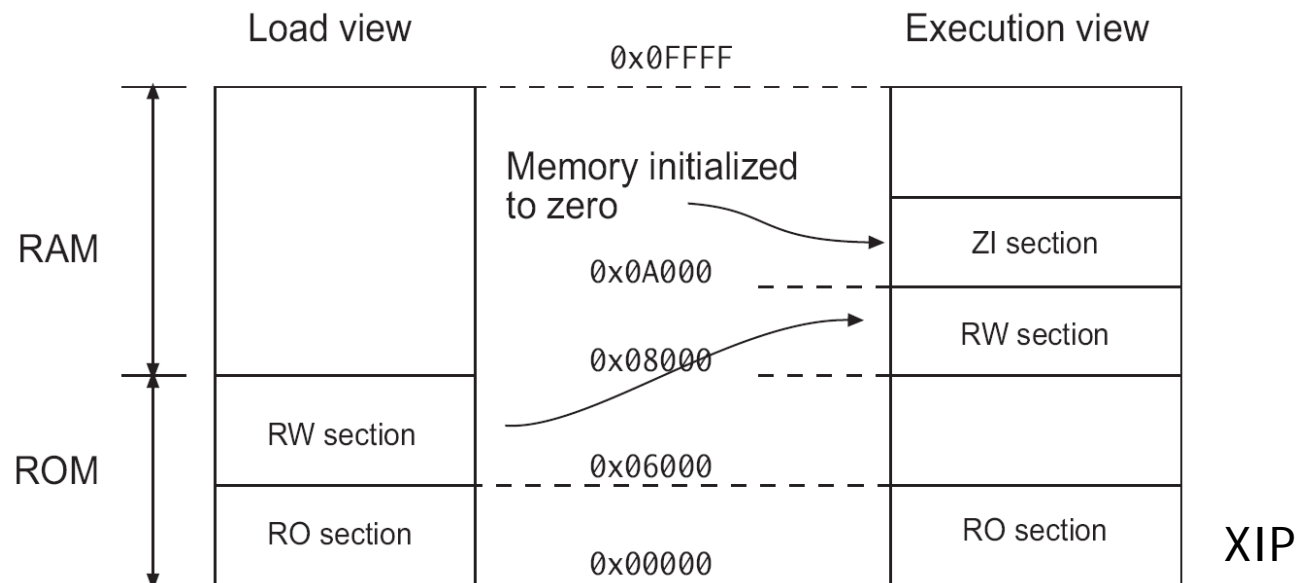 Load view
Execution view
0x0FFFF
Memory initialized
to zero
RAM
ZI section
0x0A000
RW section
0x08000
RW section
ROM
0x06000
RO section
RO section
XIP
0x00000